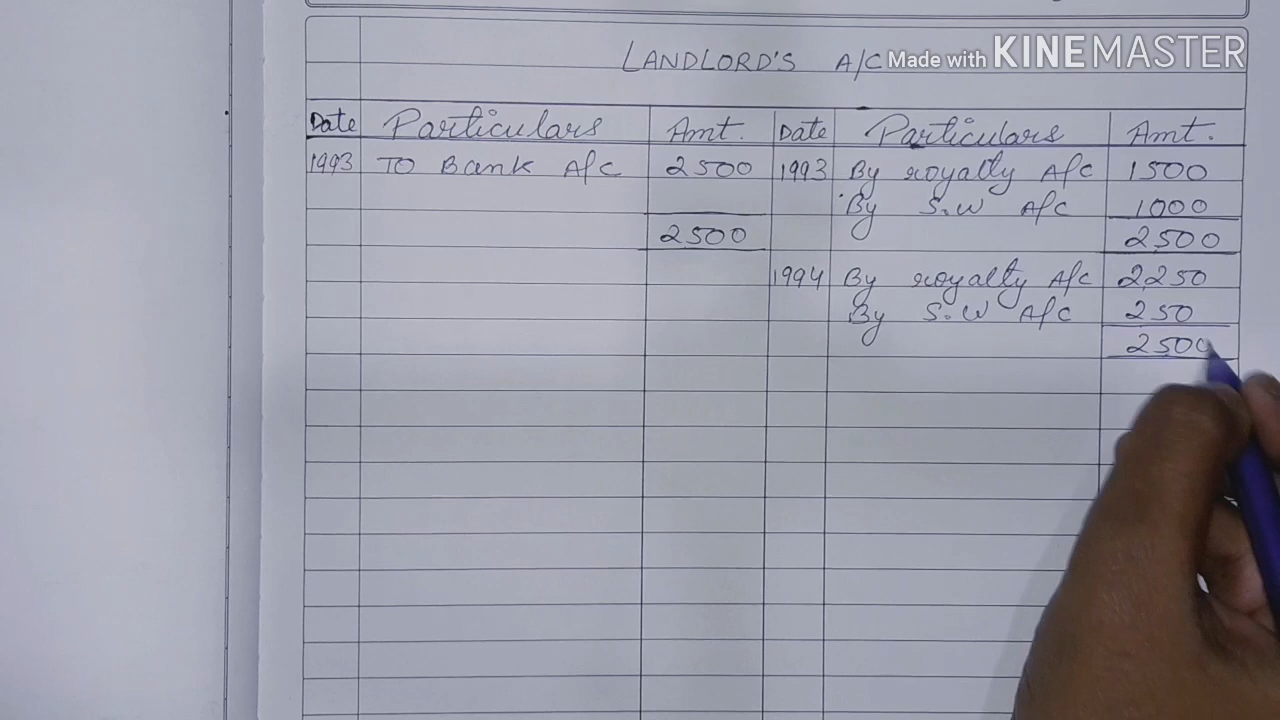 LANDLORD'S A/C
Made with KINEMASTER
Date Particulars Amt. Date Particulars Amt.
1993 TO Bank A/C 2500 1993 By royalty A/C 1500
By S.W A/C 1000
2500 2500
1994 By royalty A/C 2250
By S.W A/C 250
2500